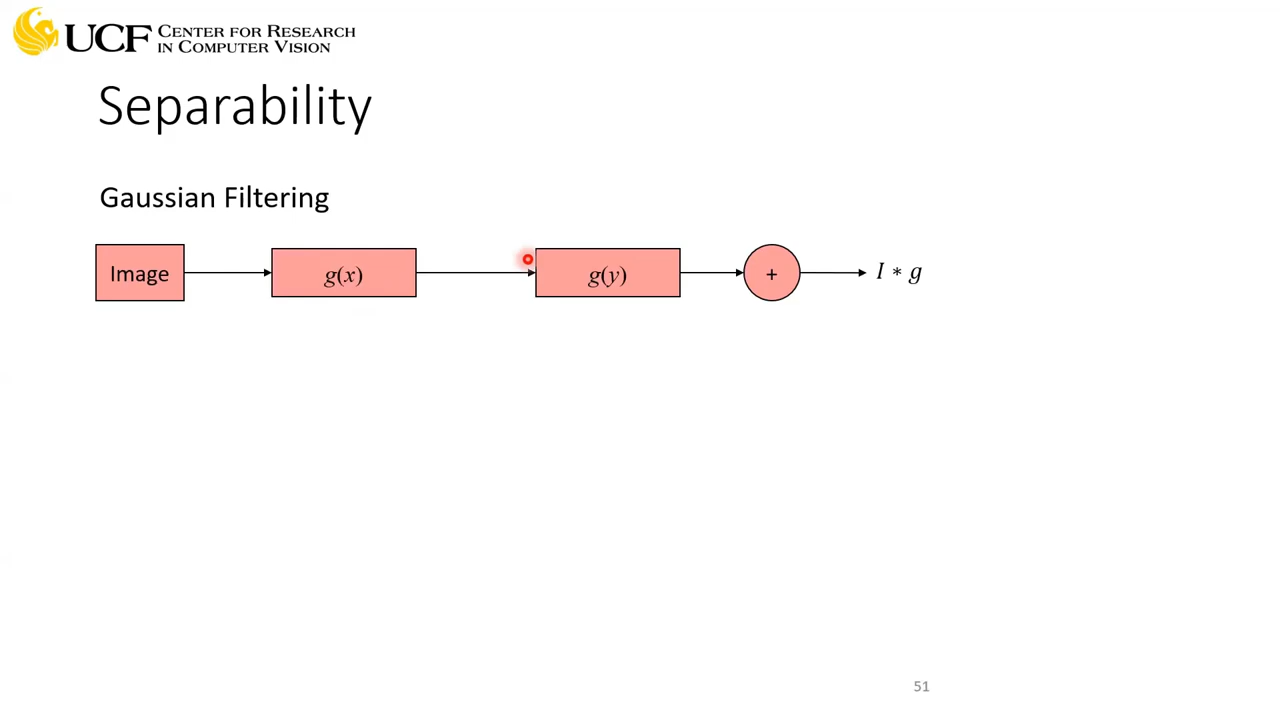 UCF CENTER FOR RESEARCH
IN COMPUTER VISION
Separability
Gaussian Filtering
Image g(x) g(y) + I ∗ g
51